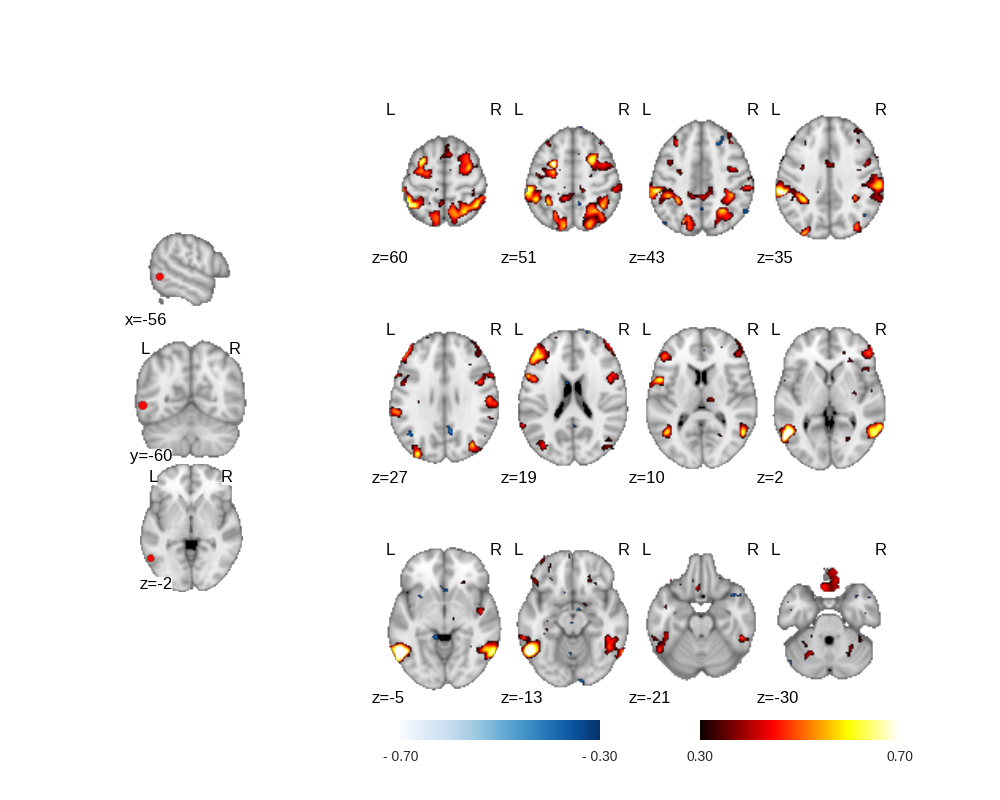 L R L R L R L R
z=60 z=51 z=43 z=35
x=-56
L R
y=-60
L R
z=-2
L R L R L R L R
z=27 z=19 z=10 z=2
L R L R L R L R
z=-5 z=-13 z=-21 z=-30
- 0.70 - 0.30 0.30 0.70